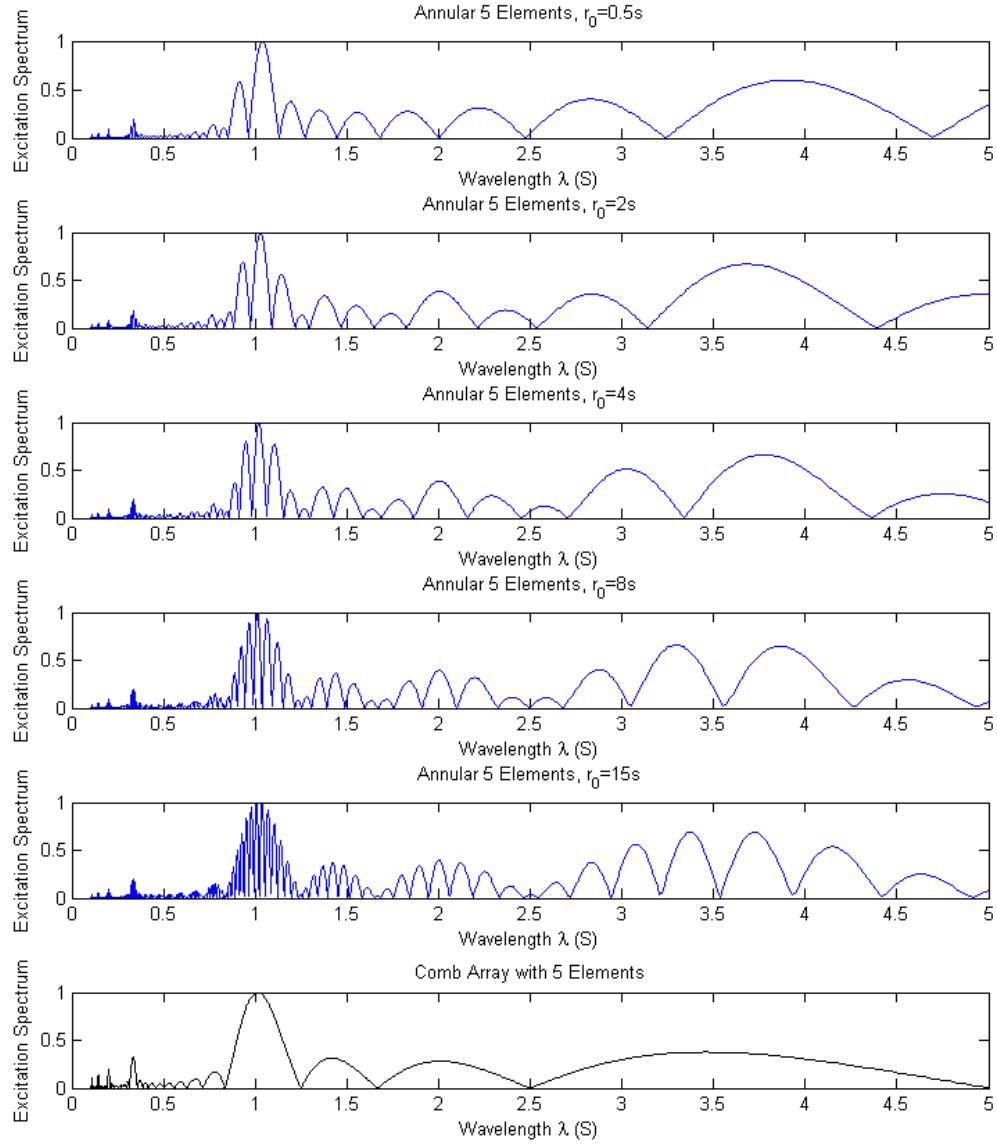 Annular 5 Elements, r0=0.5s
Excitation Spectrum
1
0.5
0
0 0.5 1 1.5 2 2.5 3 3.5 4 4.5 5
Wavelength λ (S)
Annular 5 Elements, r0=2s
Excitation Spectrum
1
0.5
0
0 0.5 1 1.5 2 2.5 3 3.5 4 4.5 5
Wavelength λ (S)
Annular 5 Elements, r0=4s
Excitation Spectrum
1
0.5
0
0 0.5 1 1.5 2 2.5 3 3.5 4 4.5 5
Wavelength λ (S)
Annular 5 Elements, r0=8s
Excitation Spectrum
1
0.5
0
0 0.5 1 1.5 2 2.5 3 3.5 4 4.5 5
Wavelength λ (S)
Annular 5 Elements, r0=15s
Excitation Spectrum
1
0.5
0
0 0.5 1 1.5 2 2.5 3 3.5 4 4.5 5
Wavelength λ (S)
Comb Array with 5 Elements
Excitation Spectrum
1
0.5
0
0 0.5 1 1.5 2 2.5 3 3.5 4 4.5 5
Wavelength λ (S)